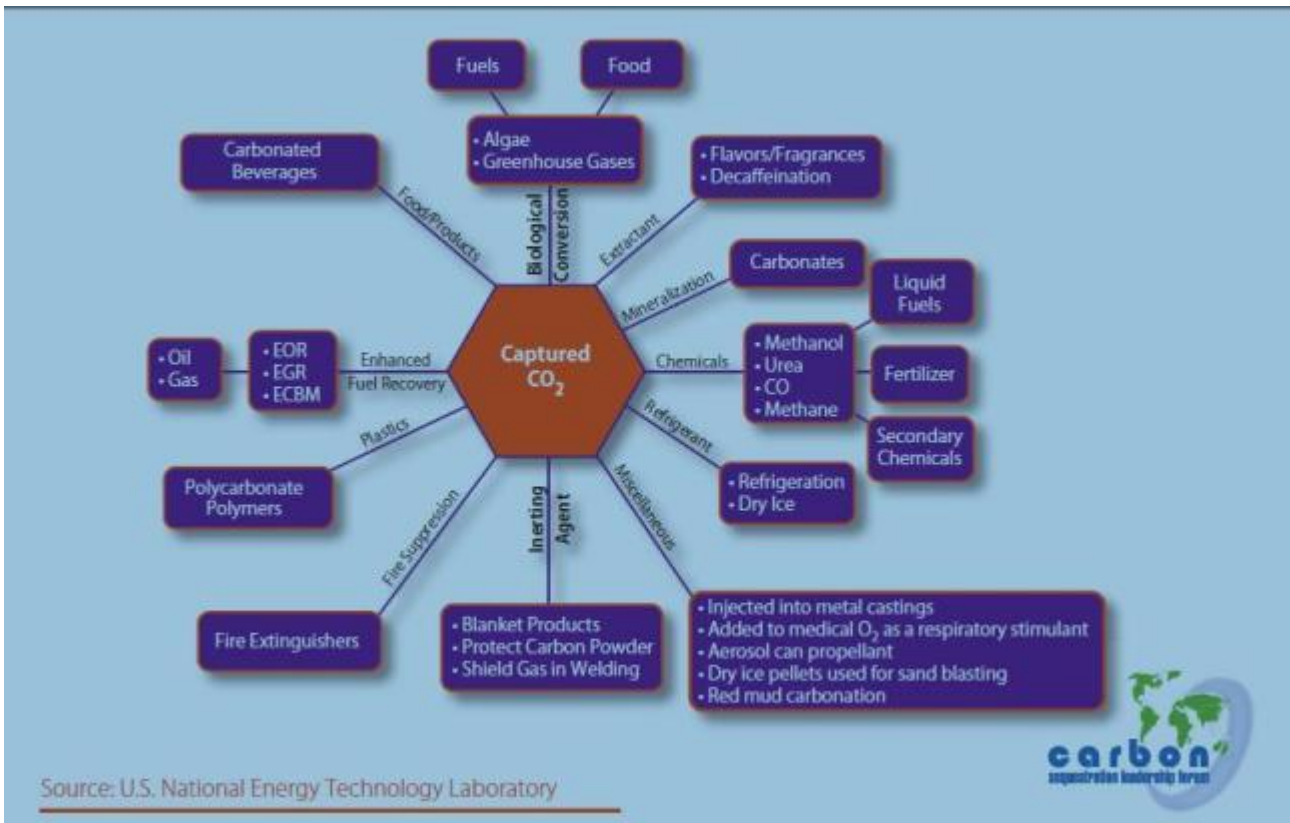 Fuels
Food
• Algae
• Greenhouse Gases
Carbonated
Beverages
• Flavors/Fragrances
• Decaffeination
Food/Products
Biological
Conversion
Extractant
Mineralization
Carbonates
Liquid
Fuels
Captured
CO2
Chemicals
• Methanol
• Urea
• CO
• Methane
Fertilizer
Secondary
Chemicals
• Oil
• Gas
• EOR
• EGR
• ECBM
Enhanced
Fuel Recovery
Plastics
Polycarbonate
Polymers
Refrigerant
• Refrigeration
• Dry Ice
Fire Suppression
Fire Extinguishers
Inerting
Agent
• Blanket Products
• Protect Carbon Powder
• Shield Gas in Welding
Miscellaneous
• Injected into metal castings
• Added to medical O2 as a respiratory stimulant
• Aerosol can propellant
• Dry ice pellets used for sand blasting
• Red mud carbonation
carbon
sequestration leadership forum
Source: U.S. National Energy Technology Laboratory